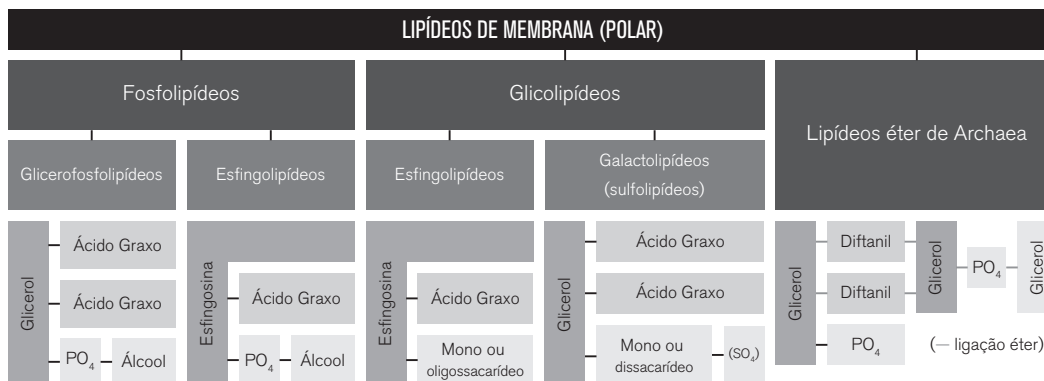 LIPÍDEOS DE MEMBRANA (POLAR)
Fosfolipídeos
Glicolipídeos
Lipídeos éter de Archaea
Glicerofosfolipídeos
Esfingolipídeos
Esfingolipídeos
Galactolipídeos
(sulfolipídeos)
Glicerol
Ácido Graxo
Ácido Graxo
PO₄
Álcool
Esfingosina
Ácido Graxo
PO₄
Álcool
Esfingosina
Ácido Graxo
Mono ou
oligossacarídeo
Glicerol
Ácido Graxo
Ácido Graxo
Mono ou
dissacarídeo
(SO₄)
Glicerol
Diftanil
Diftanil
PO₄
Glicerol
PO₄
Glicerol
(— ligação éter)